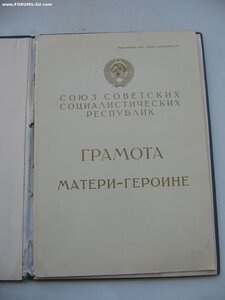 www.FORUMS-SU.com
СОЮЗ СОВЕТСКИХ
СОЦИАЛИСТИЧЕСКИХ
РЕСПУБЛИК
ГРАМОТА
МАТЕРИ-ГЕРОИНЕ